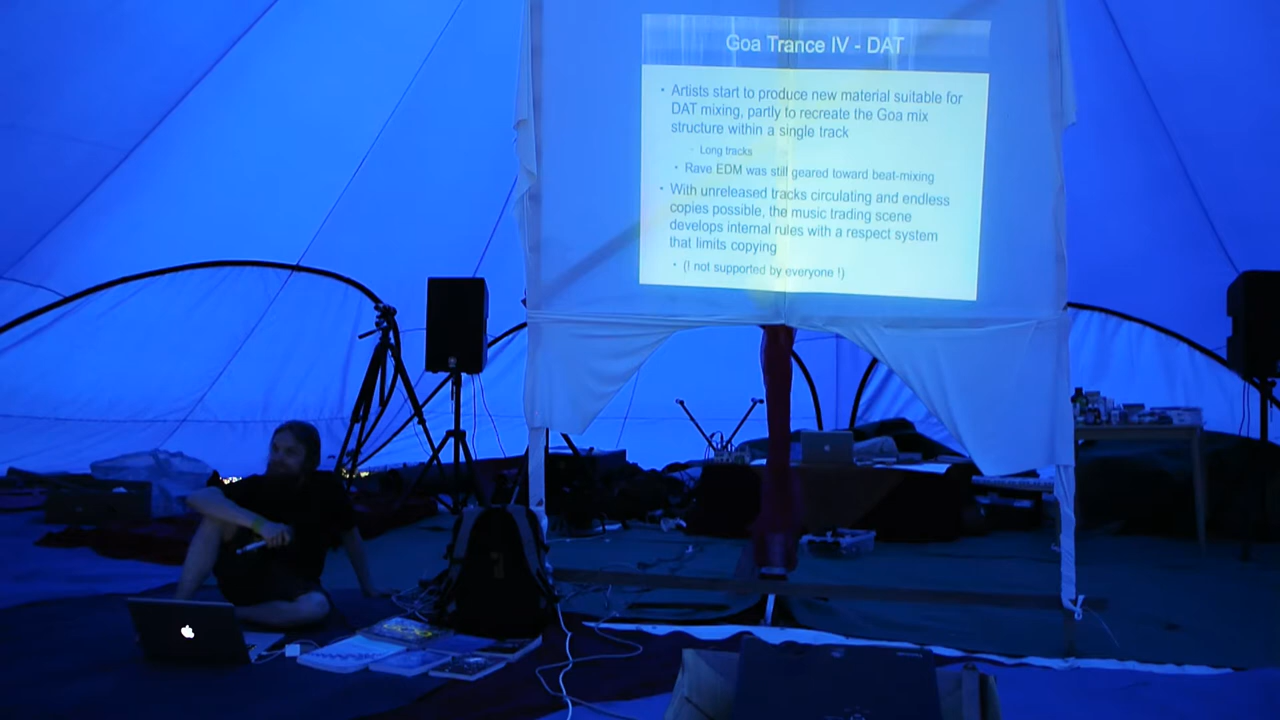 Goa Trance IV - DAT
• Artists start to produce new material suitable for
DAT mixing, partly to recreate the Goa mix
structure within a single track
- Long tracks
• Rave EDM was still geared toward beat-mixing
• With unreleased tracks circulating and endless
copies possible, the music trading scene
develops internal rules with a respect system
that limits copying
• (! not supported by everyone !)